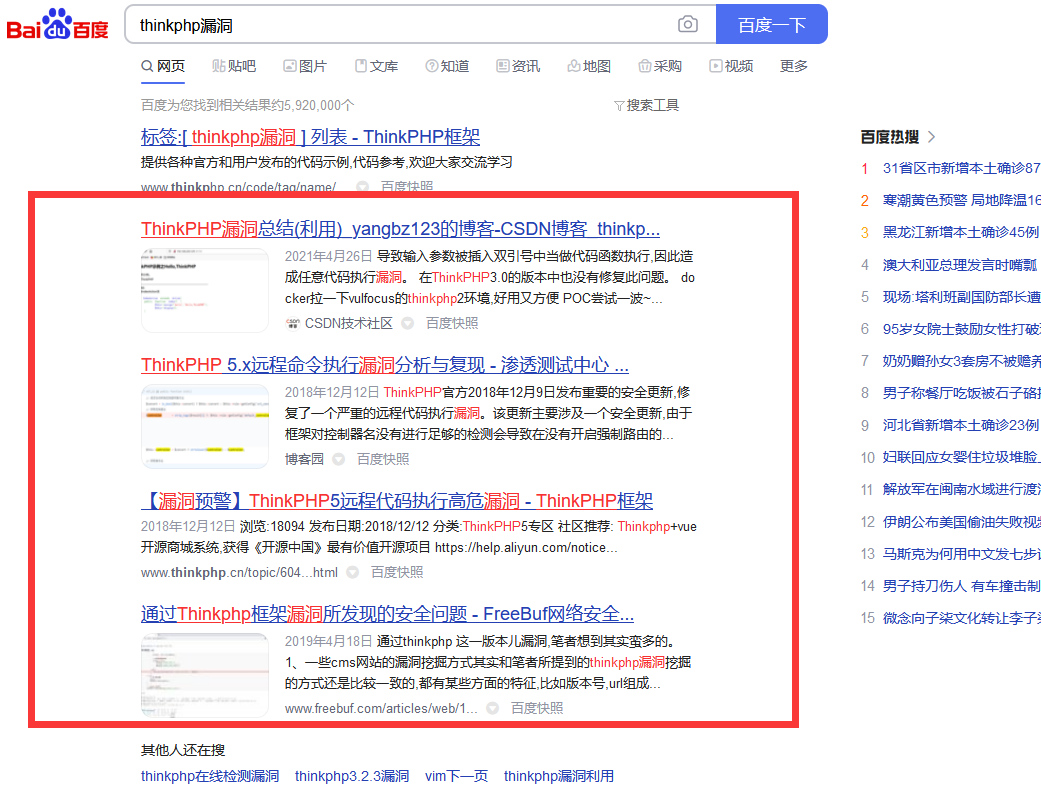 Baidu百度
thinkphp漏洞
百度一下
网页 贴吧 图片 文库 知道 资讯 地图 采购 视频 更多
百度为您找到相关结果约5,920,000个
搜索工具
标签:[ thinkphp漏洞 ] 列表 - ThinkPHP框架
提供各种官方和用户发布的代码示例,代码参考,欢迎大家交流学习
www.thinkphp.cn/code/tag/name/ 百度快照
ThinkPHP漏洞总结(利用)_yangbz123的博客-CSDN博客_thinkp...
2021年4月26日 导致输入参数被插入双引号中当做代码函数执行,因此造
成任意代码执行漏洞。 在ThinkPHP3.0的版本中也没有修复此问题。 do
cker拉一下vulfocus的thinkphp2环境,好用又方便 POC尝试一波~...
CSDN技术社区 百度快照
ThinkPHP 5.x远程命令执行漏洞分析与复现 - 渗透测试中心 ...
2018年12月12日 ThinkPHP官方2018年12月9日发布重要的安全更新,修
复了一个严重的远程代码执行漏洞。该更新主要涉及一个安全更新,由于
框架对控制器名没有进行足够的检测会导致在没有开启强制路由的...
博客园 百度快照
【漏洞预警】ThinkPHP5远程代码执行高危漏洞 - ThinkPHP框架
2018年12月12日 浏览:18094 发布日期:2018/12/12 分类:ThinkPHP5专区 社区推荐: Thinkphp+vue
开源商城系统,获得《开源中国》最有价值开源项目 https://help.aliyun.com/notice...
www.thinkphp.cn/topic/604...html 百度快照
通过Thinkphp框架漏洞所发现的安全问题 - FreeBuf网络安全...
2019年4月18日 通过thinkphp 这一版本儿漏洞,笔者想到其实蛮多的。
1、一些cms网站的漏洞挖掘方式其实和笔者所提到的thinkphp漏洞挖掘
的方式还是比较一致的,都有某些方面的特征,比如版本号,url组成...
www.freebuf.com/articles/web/1... 百度快照
其他人还在搜
thinkphp在线检测漏洞 thinkphp3.2.3漏洞 vim下一页 thinkphp漏洞利用
百度热搜
1 31省区市新增本土确诊87
2 寒潮黄色预警 局地降温16
3 黑龙江新增本土确诊45例
4 澳大利亚总理发言时嘴瓢
5 现场:塔利班副国防部长遭
6 95岁女院士鼓励女性打破
7 奶奶赠孙女3套房不被赡养
8 男子称餐厅吃饭被石子硌
9 河北省新增本土确诊23例
10 妇联回应女婴住垃圾堆脸
11 解放军在闽南水域进行渡
12 伊朗公布美国偷油失败视
13 马斯克为何用中文发七步
14 男子持刀伤人 有车撞击制
15 微念向子柒文化转让李子